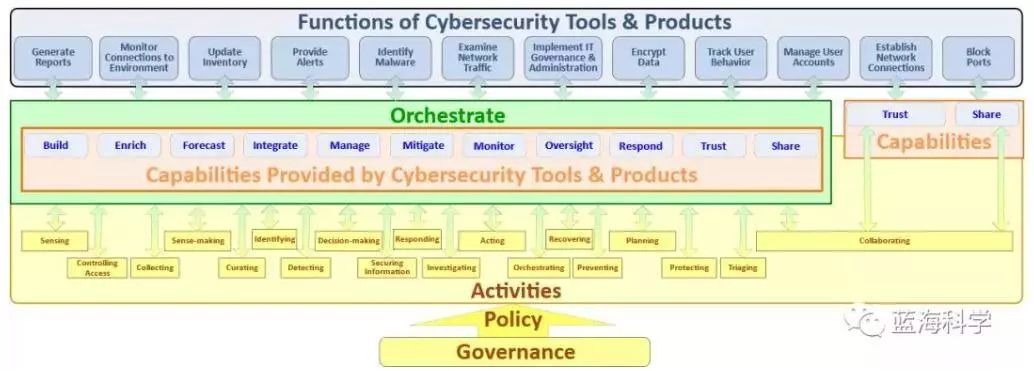 Functions of Cybersecurity Tools & Products
Generate
Reports
Monitor
Connections to
Environment
Update
Inventory
Provide
Alerts
Identify
Malware
Examine
Network
Traffic
Implement IT
Governance &
Administration
Encrypt
Data
Track User
Behavior
Manage User
Accounts
Establish
Network
Connections
Block
Ports
Orchestrate
Build
Enrich
Forecast
Integrate
Manage
Mitigate
Monitor
Oversight
Respond
Trust
Share
Capabilities Provided by Cybersecurity Tools & Products
Trust
Share
Capabilities
Sensing
Sense-making
Identifying
Decision-making
Responding
Acting
Recovering
Planning
Collaborating
Controlling
Access
Collecting
Curating
Detecting
Securing
Information
Investigating
Orchestrating
Preventing
Protecting
Triaging
Activities
Policy
Governance
蓝海科学